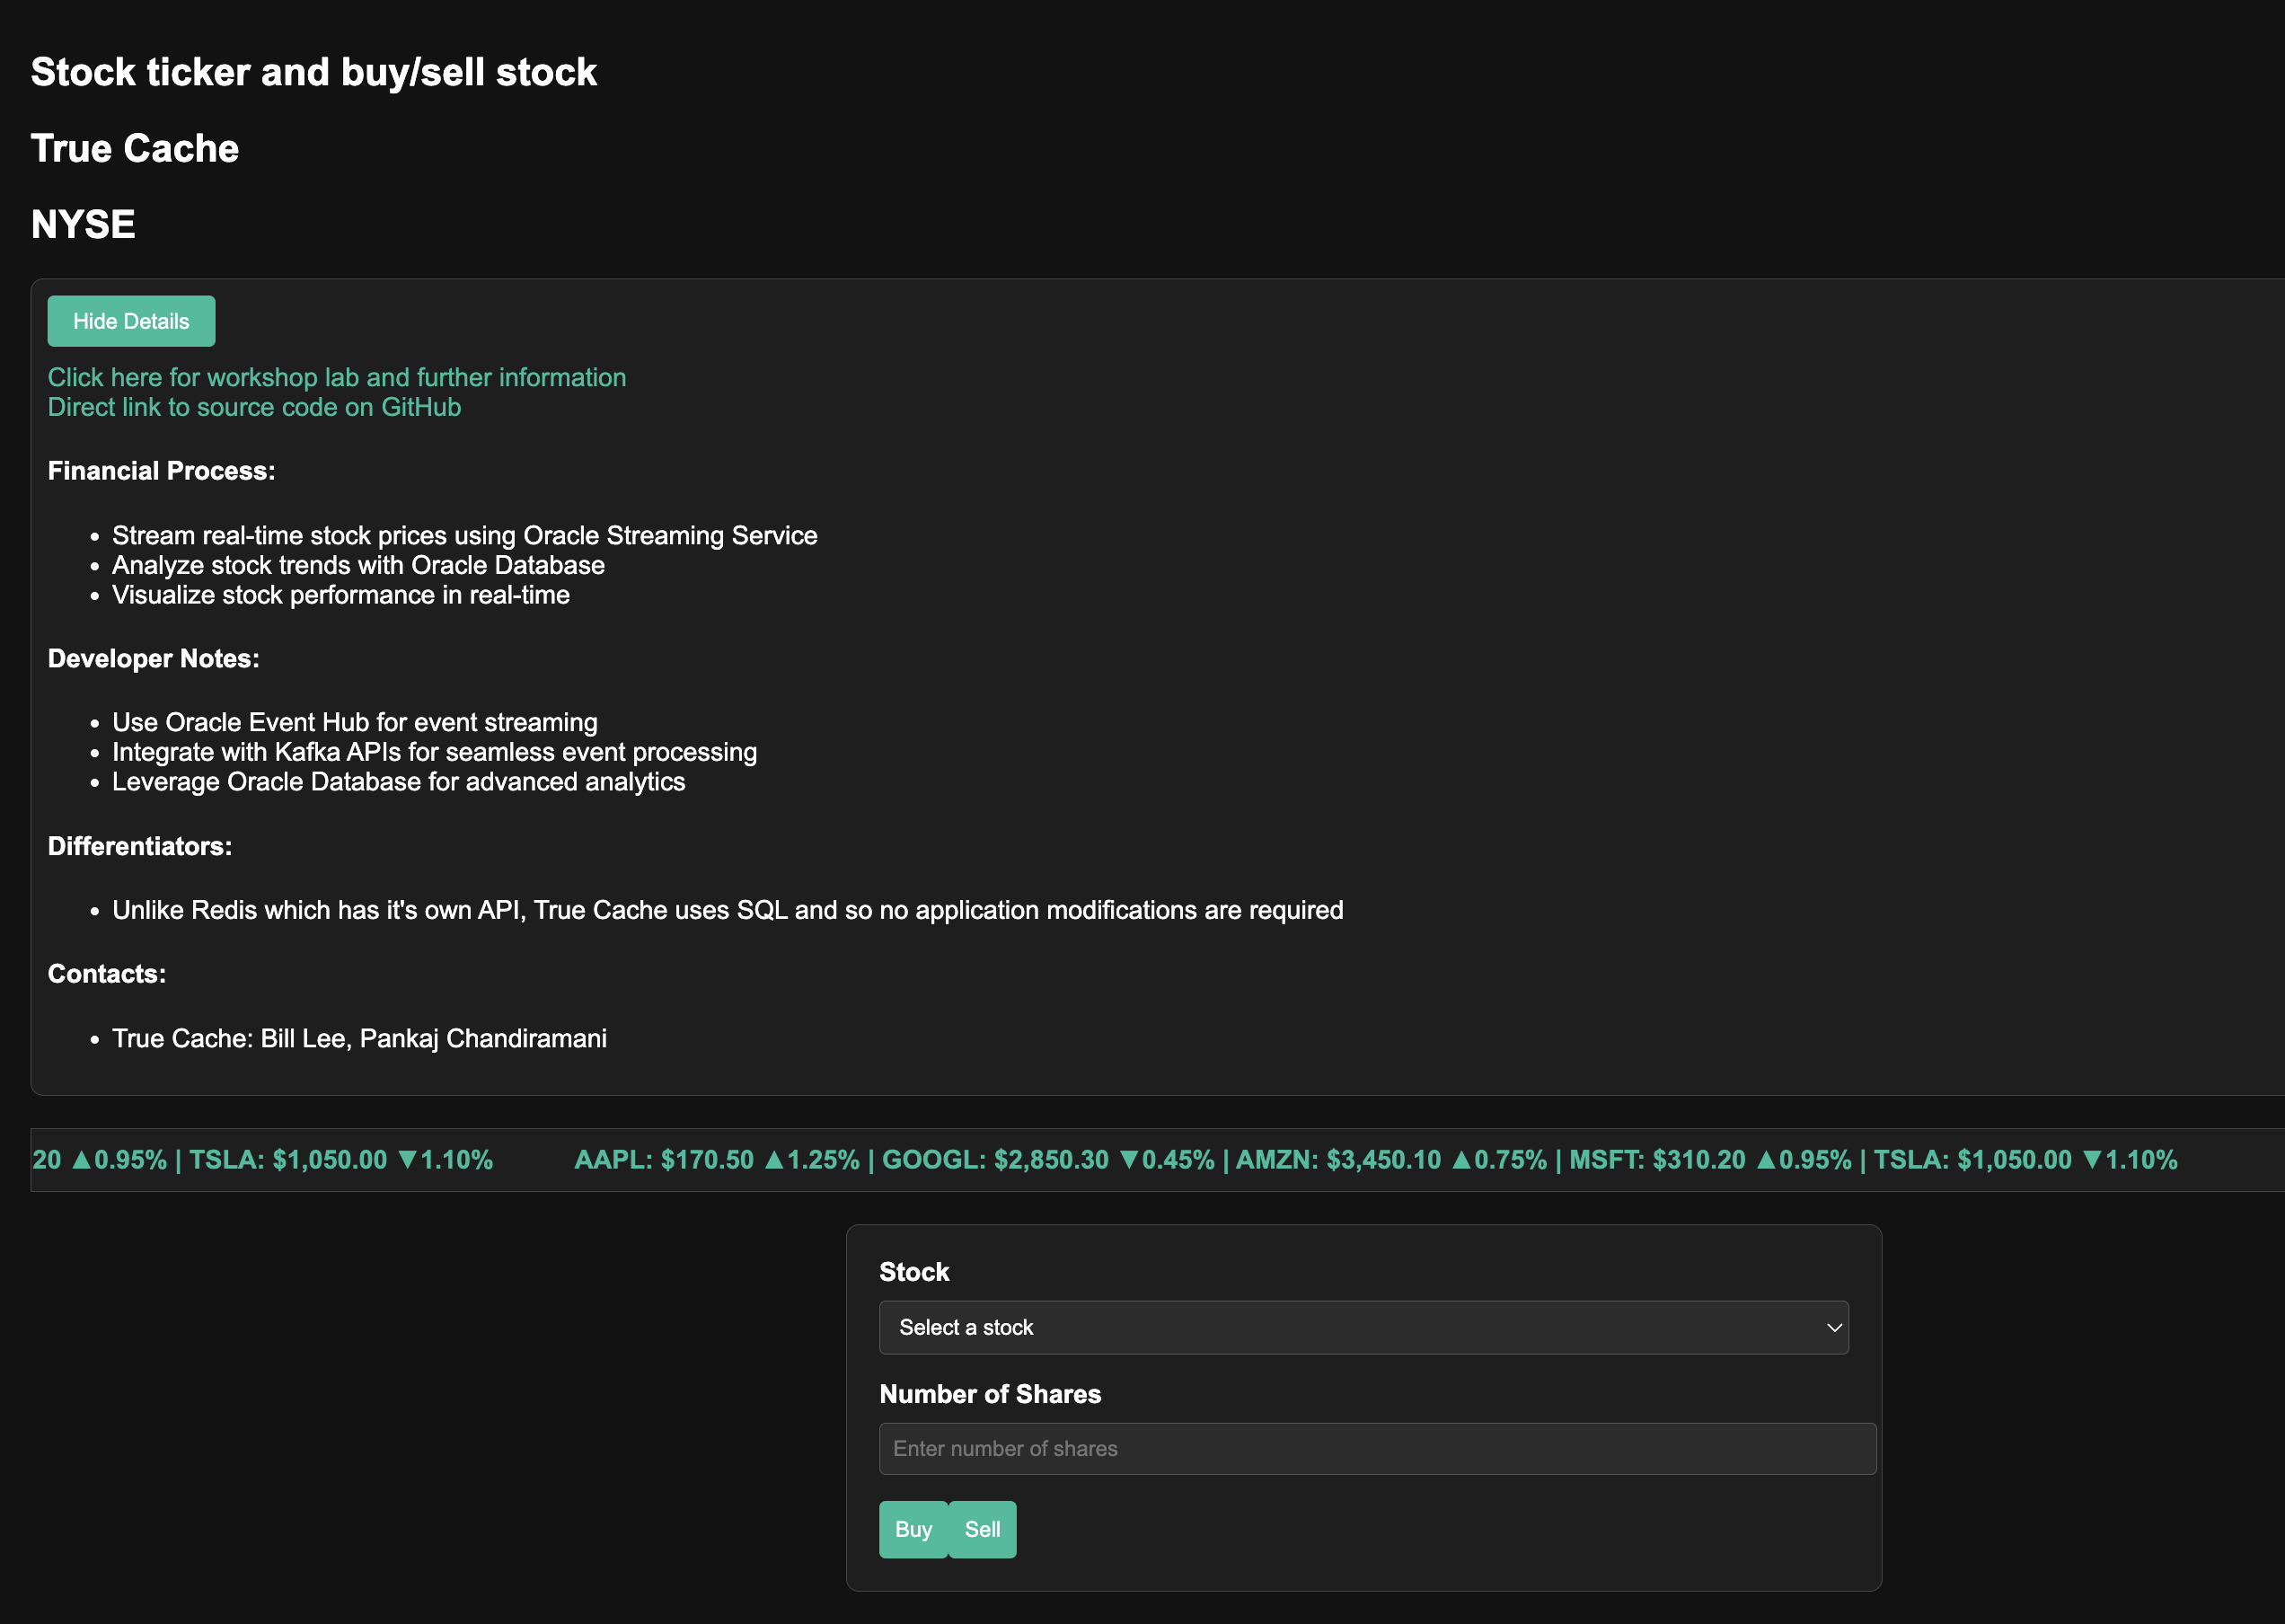 Stock ticker and buy/sell stock
True Cache
NYSE
Hide Details
Click here for workshop lab and further information
Direct link to source code on GitHub
Financial Process:
• Stream real-time stock prices using Oracle Streaming Service
• Analyze stock trends with Oracle Database
• Visualize stock performance in real-time
Developer Notes:
• Use Oracle Event Hub for event streaming
• Integrate with Kafka APIs for seamless event processing
• Leverage Oracle Database for advanced analytics
Differentiators:
• Unlike Redis which has it's own API, True Cache uses SQL and so no application modifications are required
Contacts:
• True Cache: Bill Lee, Pankaj Chandiramani
20 ▲0.95% | TSLA: $1,050.00 ▼1.10% AAPL: $170.50 ▲1.25% | GOOGL: $2,850.30 ▼0.45% | AMZN: $3,450.10 ▲0.75% | MSFT: $310.20 ▲0.95% | TSLA: $1,050.00 ▼1.10%
Stock
Select a stock
Number of Shares
Enter number of shares
Buy Sell